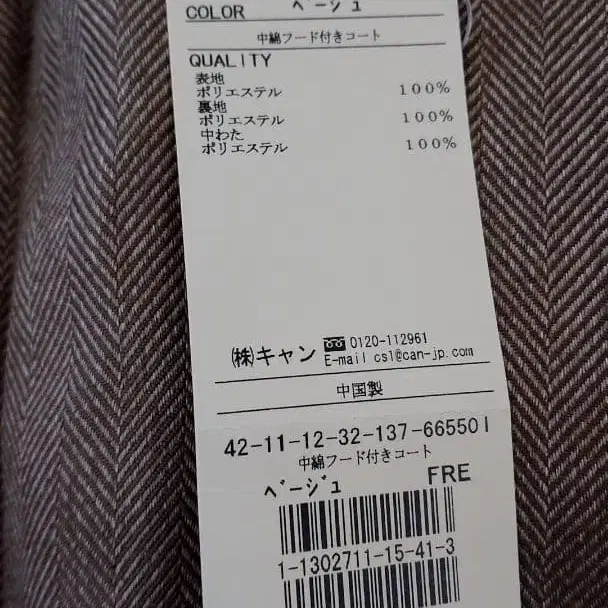 COLOR ベージュ
中綿フード付きコート
QUALITY
表地
ポリエステル 100%
裏地
ポリエステル 100%
中わた
ポリエステル 100%
㈱キャン 0120-112961
E-mail cs1@can-jp.com
中国製
42-11-12-32-137-665501
中綿フード付きコート
ベージュ FRE
1-1302711-15-41-3